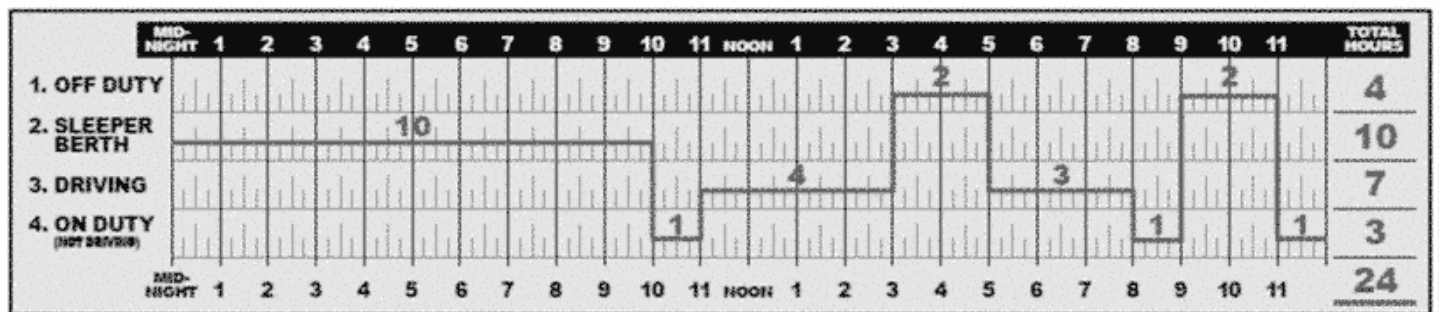 MID-NIGHT 1 2 3 4 5 6 7 8 9 10 11 NOON 1 2 3 4 5 6 7 8 9 10 11 TOTAL HOURS
1. OFF DUTY 2 2 4
2. SLEEPER BERTH 10 10
3. DRIVING 4 3 7
4. ON DUTY 1 1 1 3
(NOT DRIVING)
MID-NIGHT 1 2 3 4 5 6 7 8 9 10 11 NOON 1 2 3 4 5 6 7 8 9 10 11 24